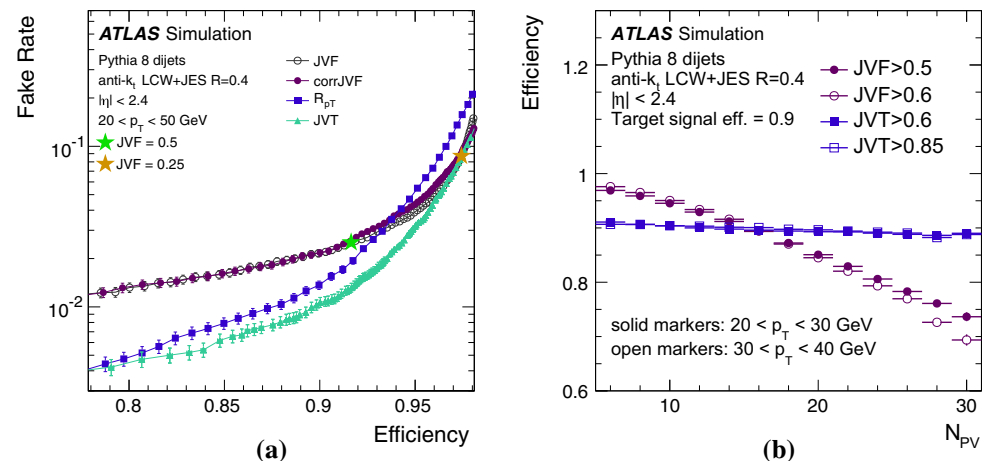 Fake Rate
ATLAS Simulation
Pythia 8 dijets
anti-kt LCW+JES R=0.4
|η| < 2.4
20 < pT < 50 GeV
JVF = 0.5
JVF = 0.25
JVF
corrJVF
RpT
JVT
10-1
10-2
0.8 0.85 0.9 0.95
Efficiency
(a)
Efficiency
ATLAS Simulation
Pythia 8 dijets
anti-kt LCW+JES R=0.4
|η| < 2.4
Target signal eff. = 0.9
JVF>0.5
JVF>0.6
JVT>0.6
JVT>0.85
1.2
1
0.8
0.6
solid markers: 20 < pT < 30 GeV
open markers: 30 < pT < 40 GeV
10 20 30
NPV
(b)